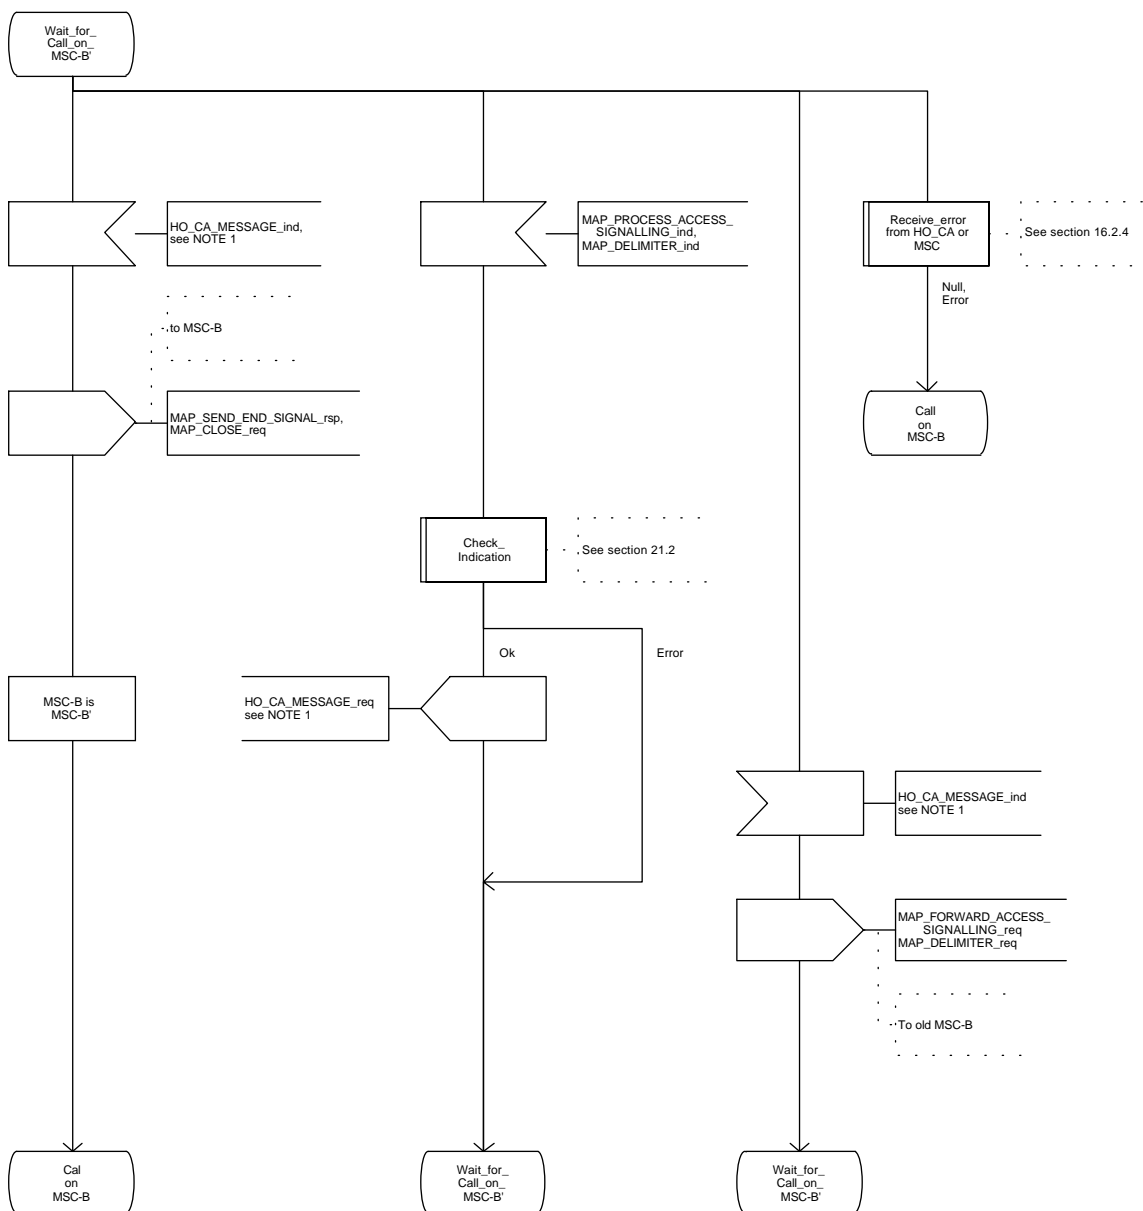 Wait_for_
Call_on_
MSC-B'
HO_CA_MESSAGE_ind,
see NOTE 1
MAP_PROCESS_ACCESS_
SIGNALLING_ind,
MAP_DELIMITER_ind
Receive_error
from HO_CA or
MSC
See section 16.2.4
Null,
Error
to MSC-B
MAP_SEND_END_SIGNAL_rsp,
MAP_CLOSE_req
Call
on
MSC-B
Check_
Indication
See section 21.2
Ok
Error
MSC-B is
MSC-B'
HO_CA_MESSAGE_req
see NOTE 1
HO_CA_MESSAGE_ind
see NOTE 1
MAP_FORWARD_ACCESS_
SIGNALLING_req
MAP_DELIMITER_req
To old MSC-B
Cal
on
MSC-B
Wait_for_
Call_on_
MSC-B'
Wait_for_
Call_on_
MSC-B'